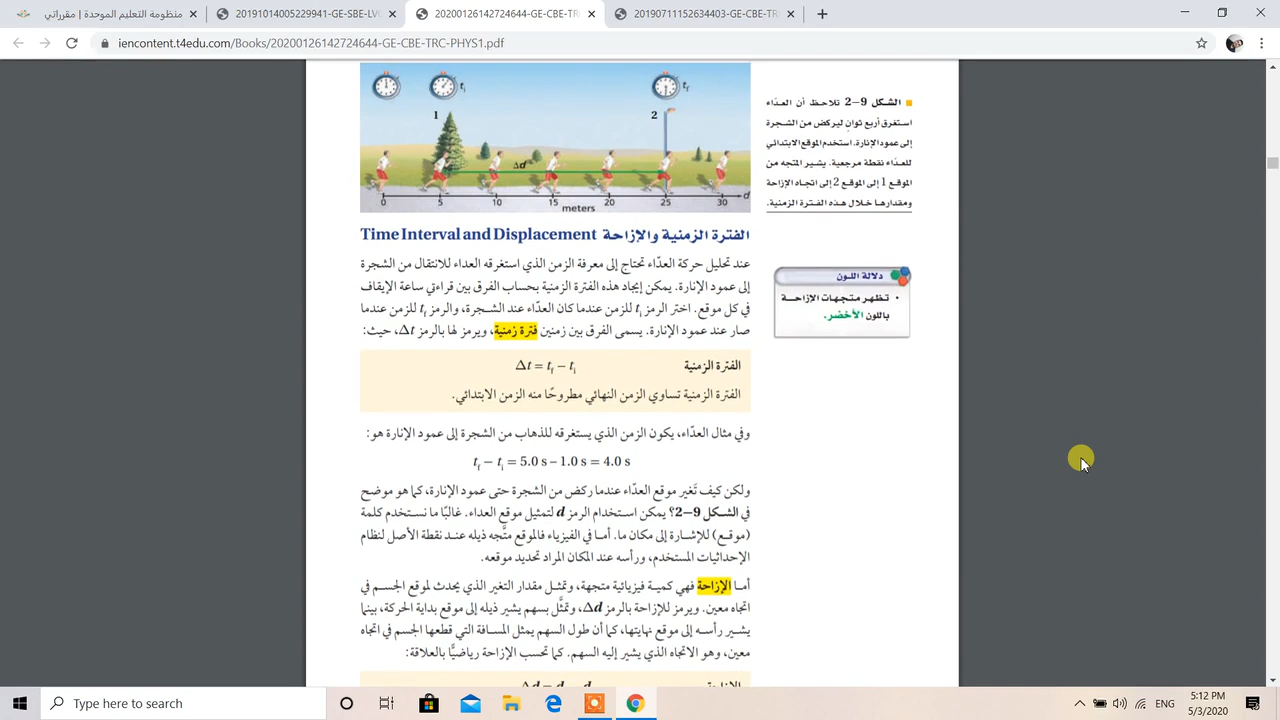 منظومة التعليم الموحدة | مقرراتي
20191014005229941-GE-SBE-LVC
20200126142724644-GE-CBE-TRC
20190711152634403-GE-CBE-TRC
iencontent.t4edu.com/Books/20200126142724644-GE-CBE-TRC-PHYS1.pdf
tᵢ
t_f
1
2
Δd
0 5 10 15 20 25 30 d
meters
الشكل 9–2 تلاحظ أن العداء
استغرق أربع ثوانٍ ليركض من الشجرة
إلى عمود الإنارة. استخدم الموقع الابتدائي
للعداء نقطة مرجعية. يشير المتجه من
الموقع 1 إلى الموقع 2 إلى اتجاه الإزاحة
ومقدارها خلال هذه الفترة الزمنية.
الفترة الزمنية والإزاحة Time Interval and Displacement
عند تحليل حركة العدّاء تحتاج إلى معرفة الزمن الذي استغرقه العداء للانتقال من الشجرة
إلى عمود الإنارة. يمكن إيجاد هذه الفترة الزمنية بحساب الفرق بين قراءتي ساعة الإيقاف
في كل موقع. اختر الرمز tᵢ للزمن عندما كان العدّاء عند الشجرة، والرمز t_f للزمن عندما
صار عند عمود الإنارة. يسمى الفرق بين زمنين فترة زمنية، ويرمز لها بالرمز Δt، حيث:
دلالة اللون
• تظهر متجهات الإزاحة
باللون الأخضر.
الفترة الزمنية Δt = t_f – tᵢ
الفترة الزمنية تساوي الزمن النهائي مطروحًا منه الزمن الابتدائي.
وفي مثال العدّاء، يكون الزمن الذي يستغرقه للذهاب من الشجرة إلى عمود الإنارة هو:
t_f – tᵢ = 5.0 s – 1.0 s = 4.0 s
ولكن كيف تَغير موقع العدّاء عندما ركض من الشجرة حتى عمود الإنارة، كما هو موضح
في الشكل 9–2؟ يمكن استخدام الرمز d لتمثيل موقع العداء. غالبًا ما نستخدم كلمة
(موقع) للإشارة إلى مكان ما. أما في الفيزياء فالموقع متَّجه ذيله عند نقطة الأصل لنظام
الإحداثيات المستخدم، ورأسه عند المكان المراد تحديد موقعه.
أما الإزاحة فهي كمية فيزيائية متجهة، وتمثل مقدار التغير الذي يحدث لموقع الجسم في
اتجاه معين. ويرمز للإزاحة بالرمز Δd، وتمثَّل بسهم يشير ذيله إلى موقع بداية الحركة، بينما
يشير رأسه إلى موقع نهايتها، كما أن طول السهم يمثل المسافة التي قطعها الجسم في اتجاه
معين، وهو الاتجاه الذي يشير إليه السهم. كما تحسب الإزاحة رياضيًّا بالعلاقة:
Type here to search
ENG
5:12 PM
5/3/2020